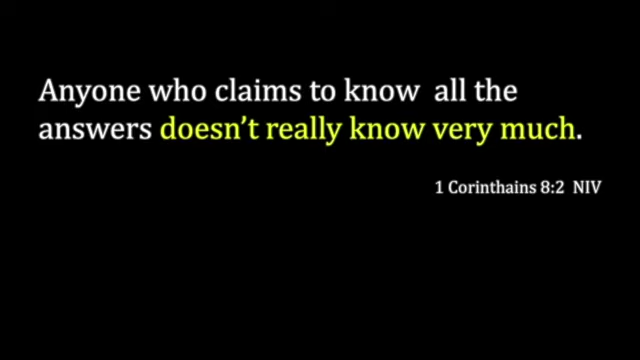 Anyone who claims to know  all the
answers doesn’t really know very much.
1 Corinthains 8:2  NIV